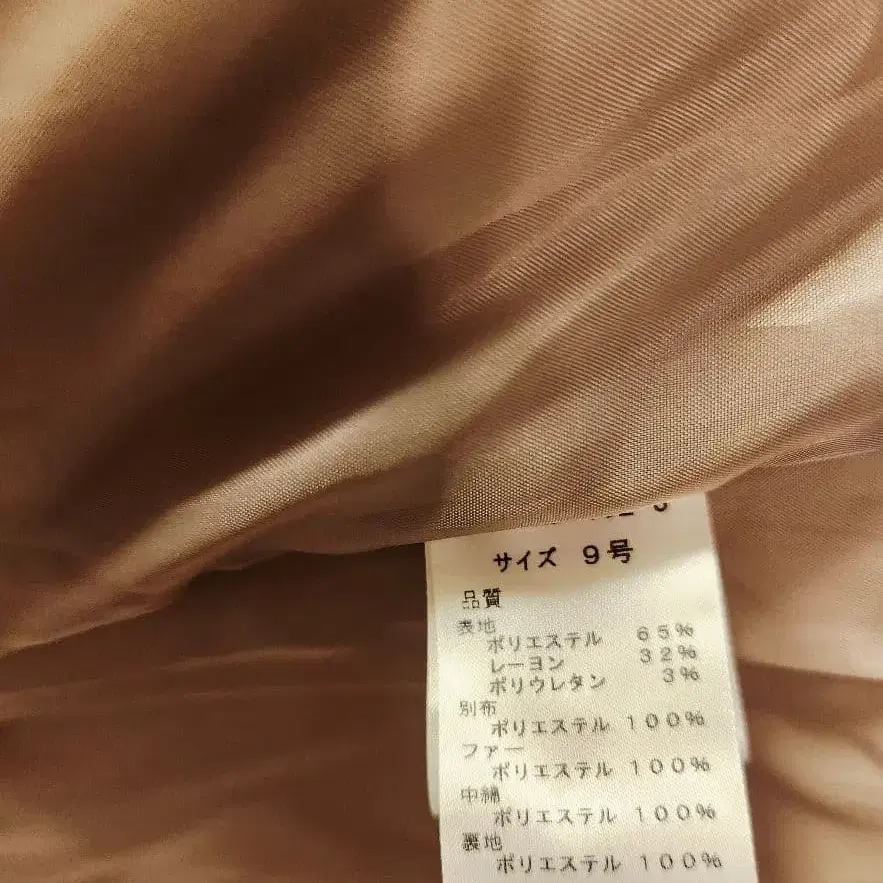 サイズ 9号
品質
表地
ポリエステル 65%
レーヨン 32%
ポリウレタン 3%
別布
ポリエステル 100%
ファー
ポリエステル 100%
中綿
ポリエステル 100%
裏地
ポリエステル 100%